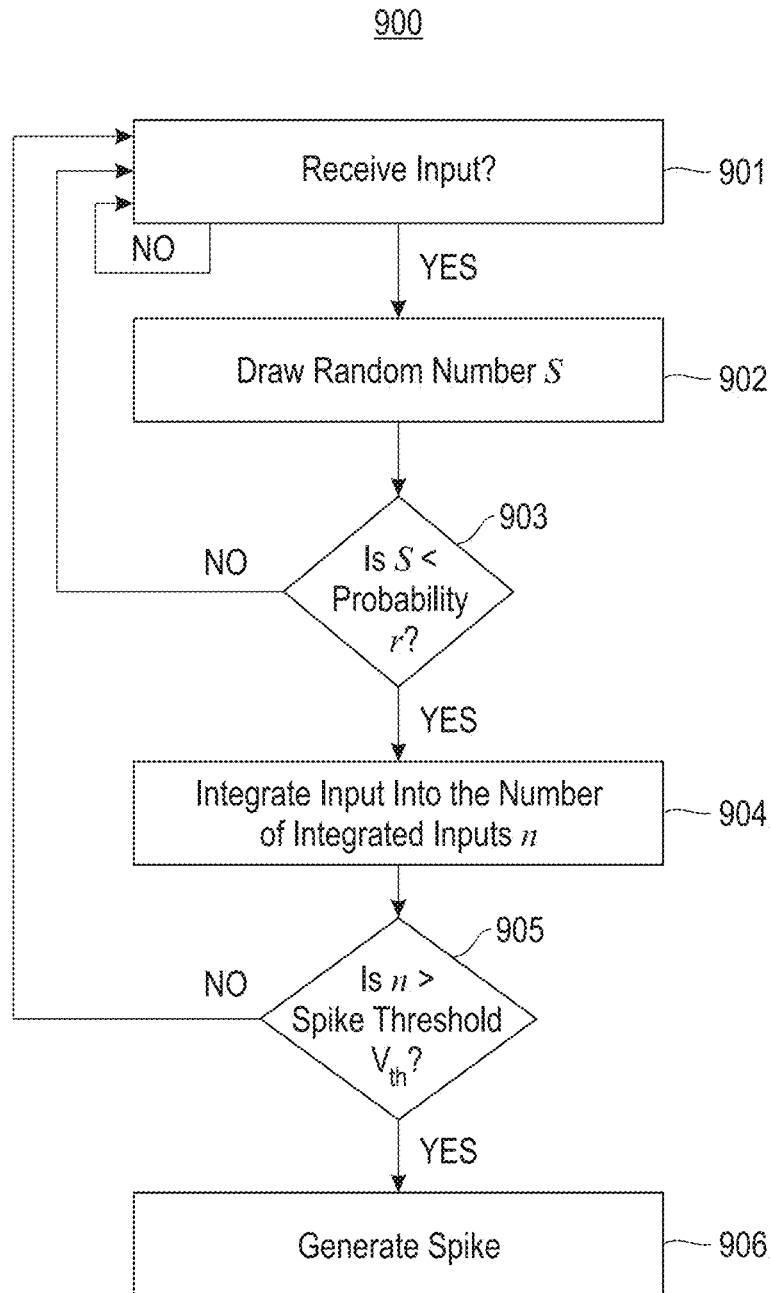 900
Receive Input?
901
NO
YES
Draw Random Number S
902
903
NO
Is S <
Probability
r?
YES
Integrate Input Into the Number
of Integrated Inputs n
904
905
NO
Is n >
Spike Threshold
Vth?
YES
Generate Spike
906